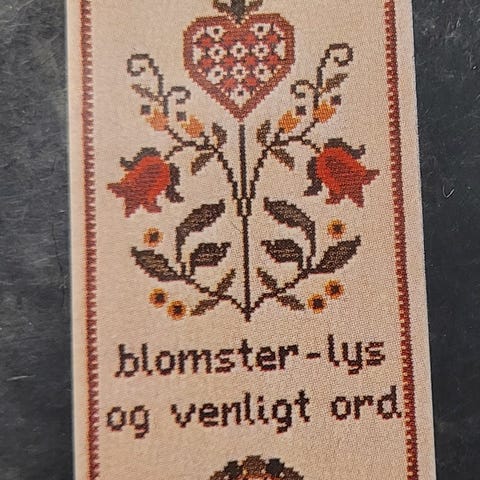 blomster-lys
og venligt ord